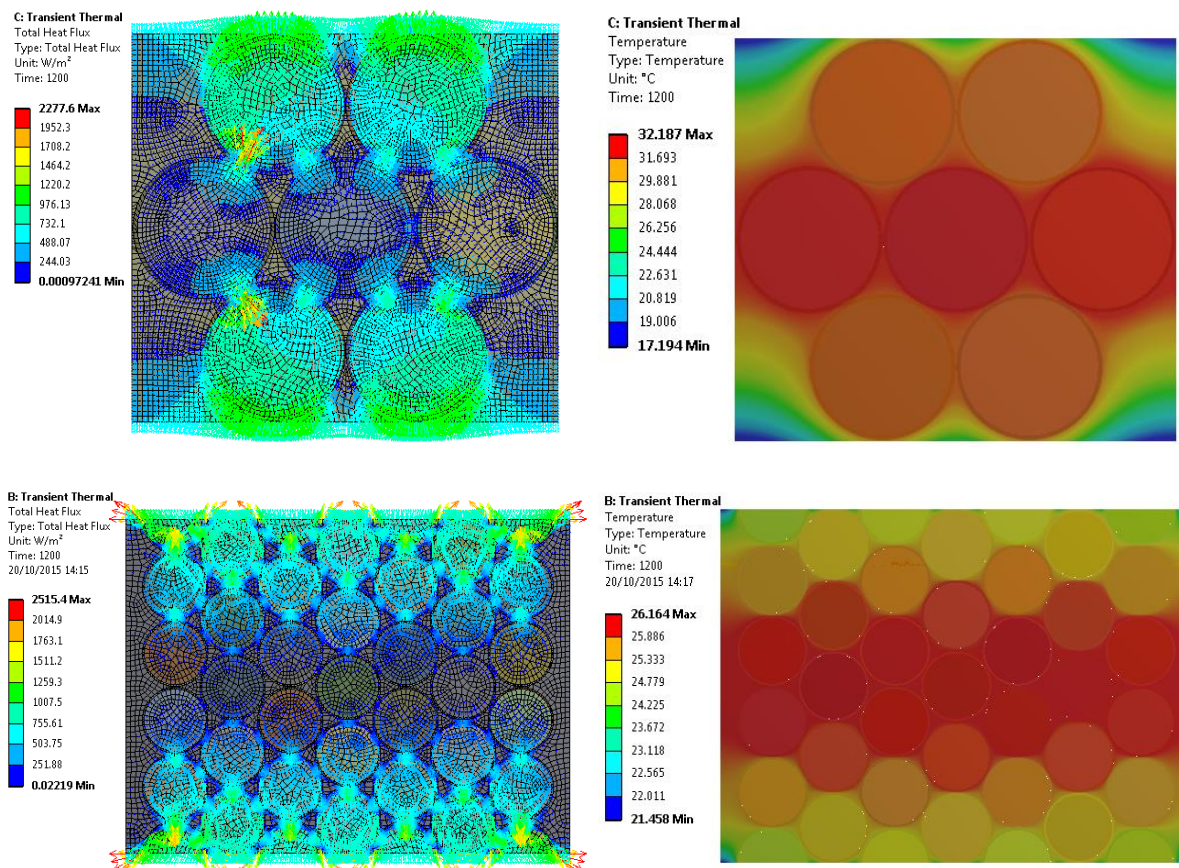 C: Transient Thermal
Total Heat Flux
Type: Total Heat Flux
Unit: W/m²
Time: 1200
2277.6 Max
1952.3
1708.2
1464.2
1220.2
976.13
732.1
488.07
244.03
0.00097241 Min
C: Transient Thermal
Temperature
Type: Temperature
Unit: °C
Time: 1200
32.187 Max
31.693
29.881
28.068
26.256
24.444
22.631
20.819
19.006
17.194 Min
B: Transient Thermal
Total Heat Flux
Type: Total Heat Flux
Unit: W/m²
Time: 1200
20/10/2015 14:15
2515.4 Max
2014.9
1763.1
1511.2
1259.3
1007.5
755.61
503.75
251.88
0.02219 Min
B: Transient Thermal
Temperature
Type: Temperature
Unit: °C
Time: 1200
20/10/2015 14:17
26.164 Max
25.886
25.333
24.779
24.225
23.672
23.118
22.565
22.011
21.458 Min